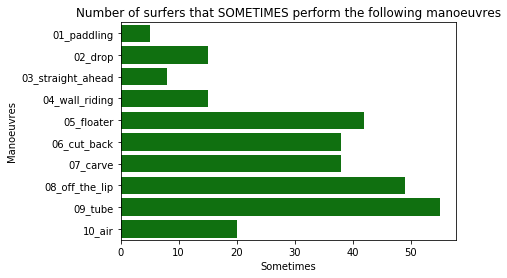 Number of surfers that SOMETIMES perform the following manoeuvres
Manoeuvres
01_paddling
02_drop
03_straight_ahead
04_wall_riding
05_floater
06_cut_back
07_carve
08_off_the_lip
09_tube
10_air
0 10 20 30 40 50
Sometimes